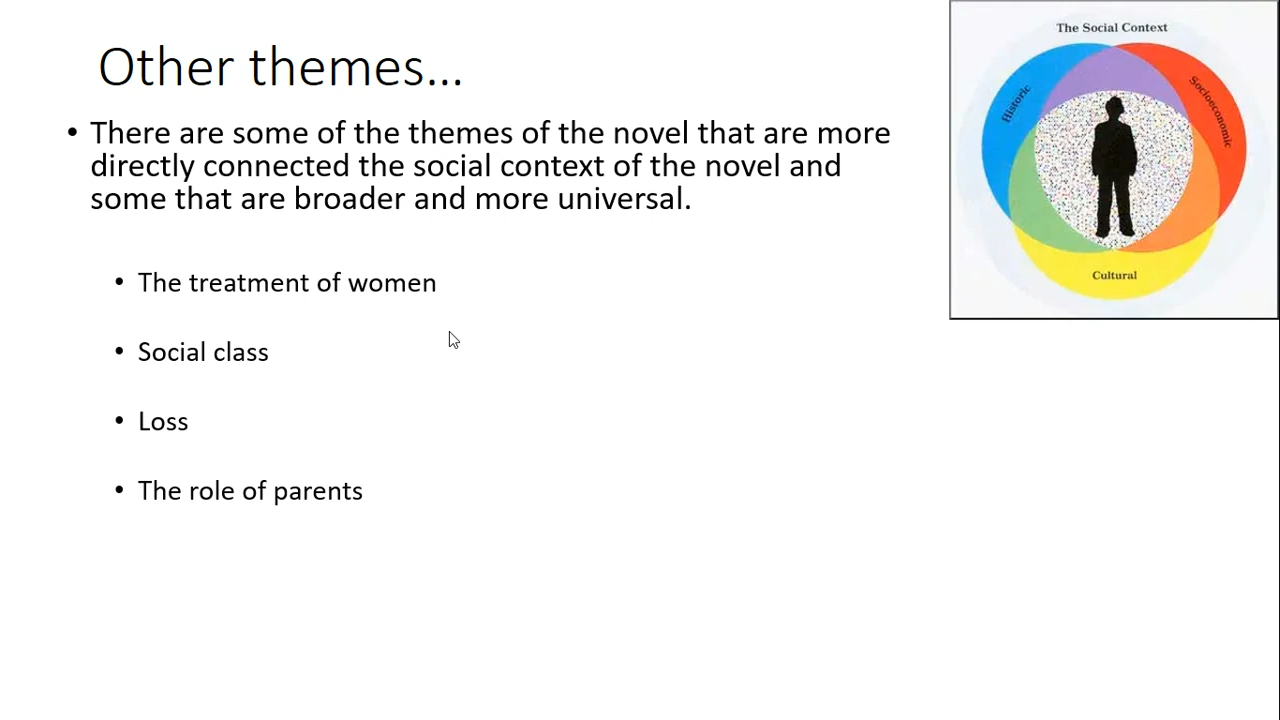 Other themes...
• There are some of the themes of the novel that are more
directly connected the social context of the novel and
some that are broader and more universal.
• The treatment of women
• Social class
• Loss
• The role of parents
The Social Context
Historic
Socioeconomic
Cultural